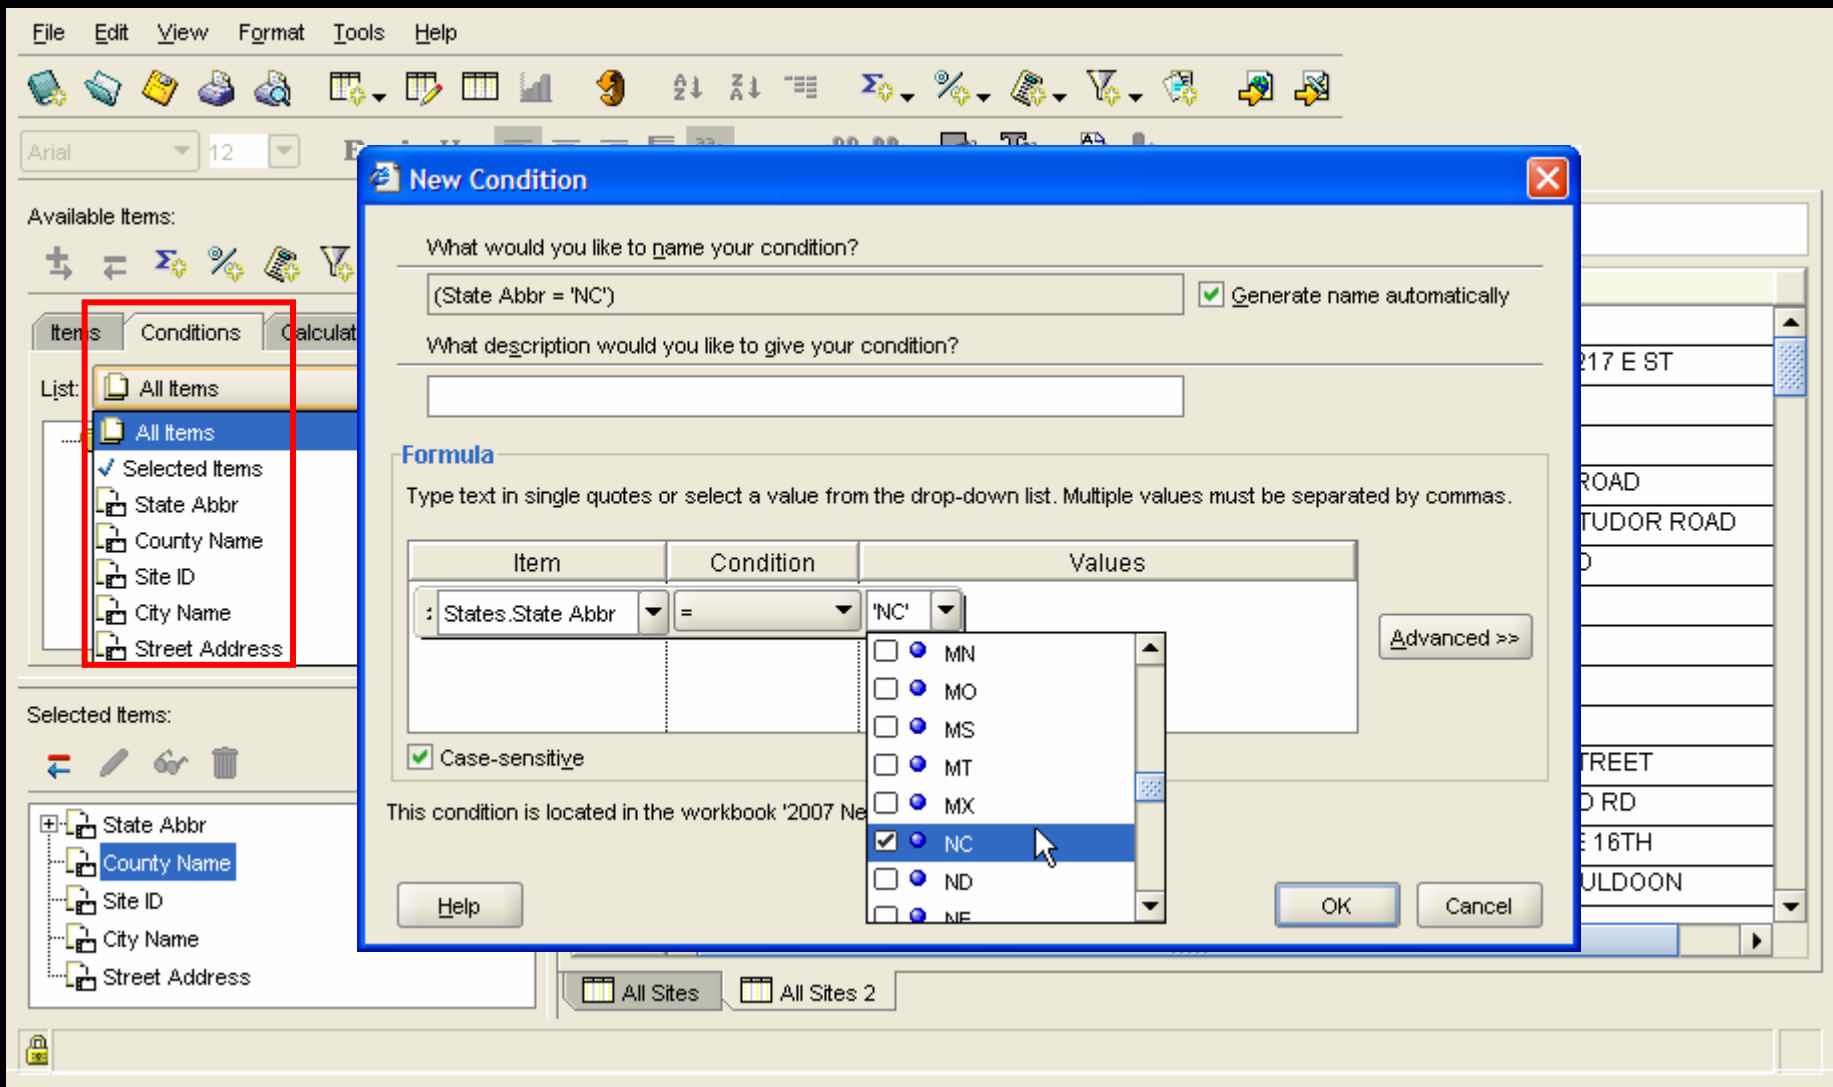 File Edit View Format Tools Help
Arial 12
Available Items:
Items Conditions Calculat
List: All Items
All Items
Selected Items
State Abbr
County Name
Site ID
City Name
Street Address
Selected Items:
State Abbr
County Name
Site ID
City Name
Street Address
New Condition
What would you like to name your condition?
(State Abbr = 'NC') Generate name automatically
What description would you like to give your condition?
Formula
Type text in single quotes or select a value from the drop-down list. Multiple values must be separated by commas.
Item Condition Values
: States.State Abbr = 'NC'
MN
MO
MS
MT
MX
NC
ND
NE
Advanced >>
Case-sensitive
This condition is located in the workbook '2007 Ne
Help OK Cancel
217 E ST
ROAD
TUDOR ROAD
D
TREET
D RD
E 16TH
ULDOON
All Sites All Sites 2